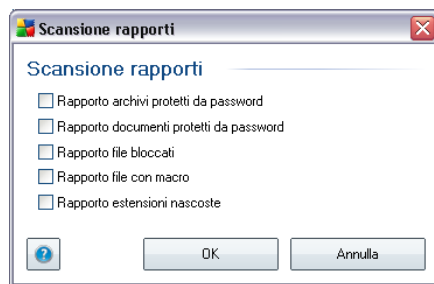 Scansione rapporti
Scansione rapporti
Rapporto archivi protetti da password
Rapporto documenti protetti da password
Rapporto file bloccati
Rapporto file con macro
Rapporto estensioni nascoste
? OK Annulla